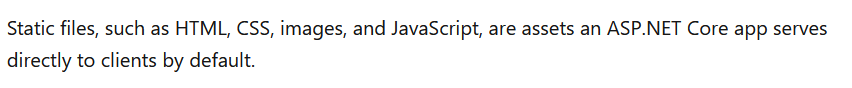 Static files, such as HTML, CSS, images, and JavaScript, are assets an ASP.NET Core app serves
directly to clients by default.